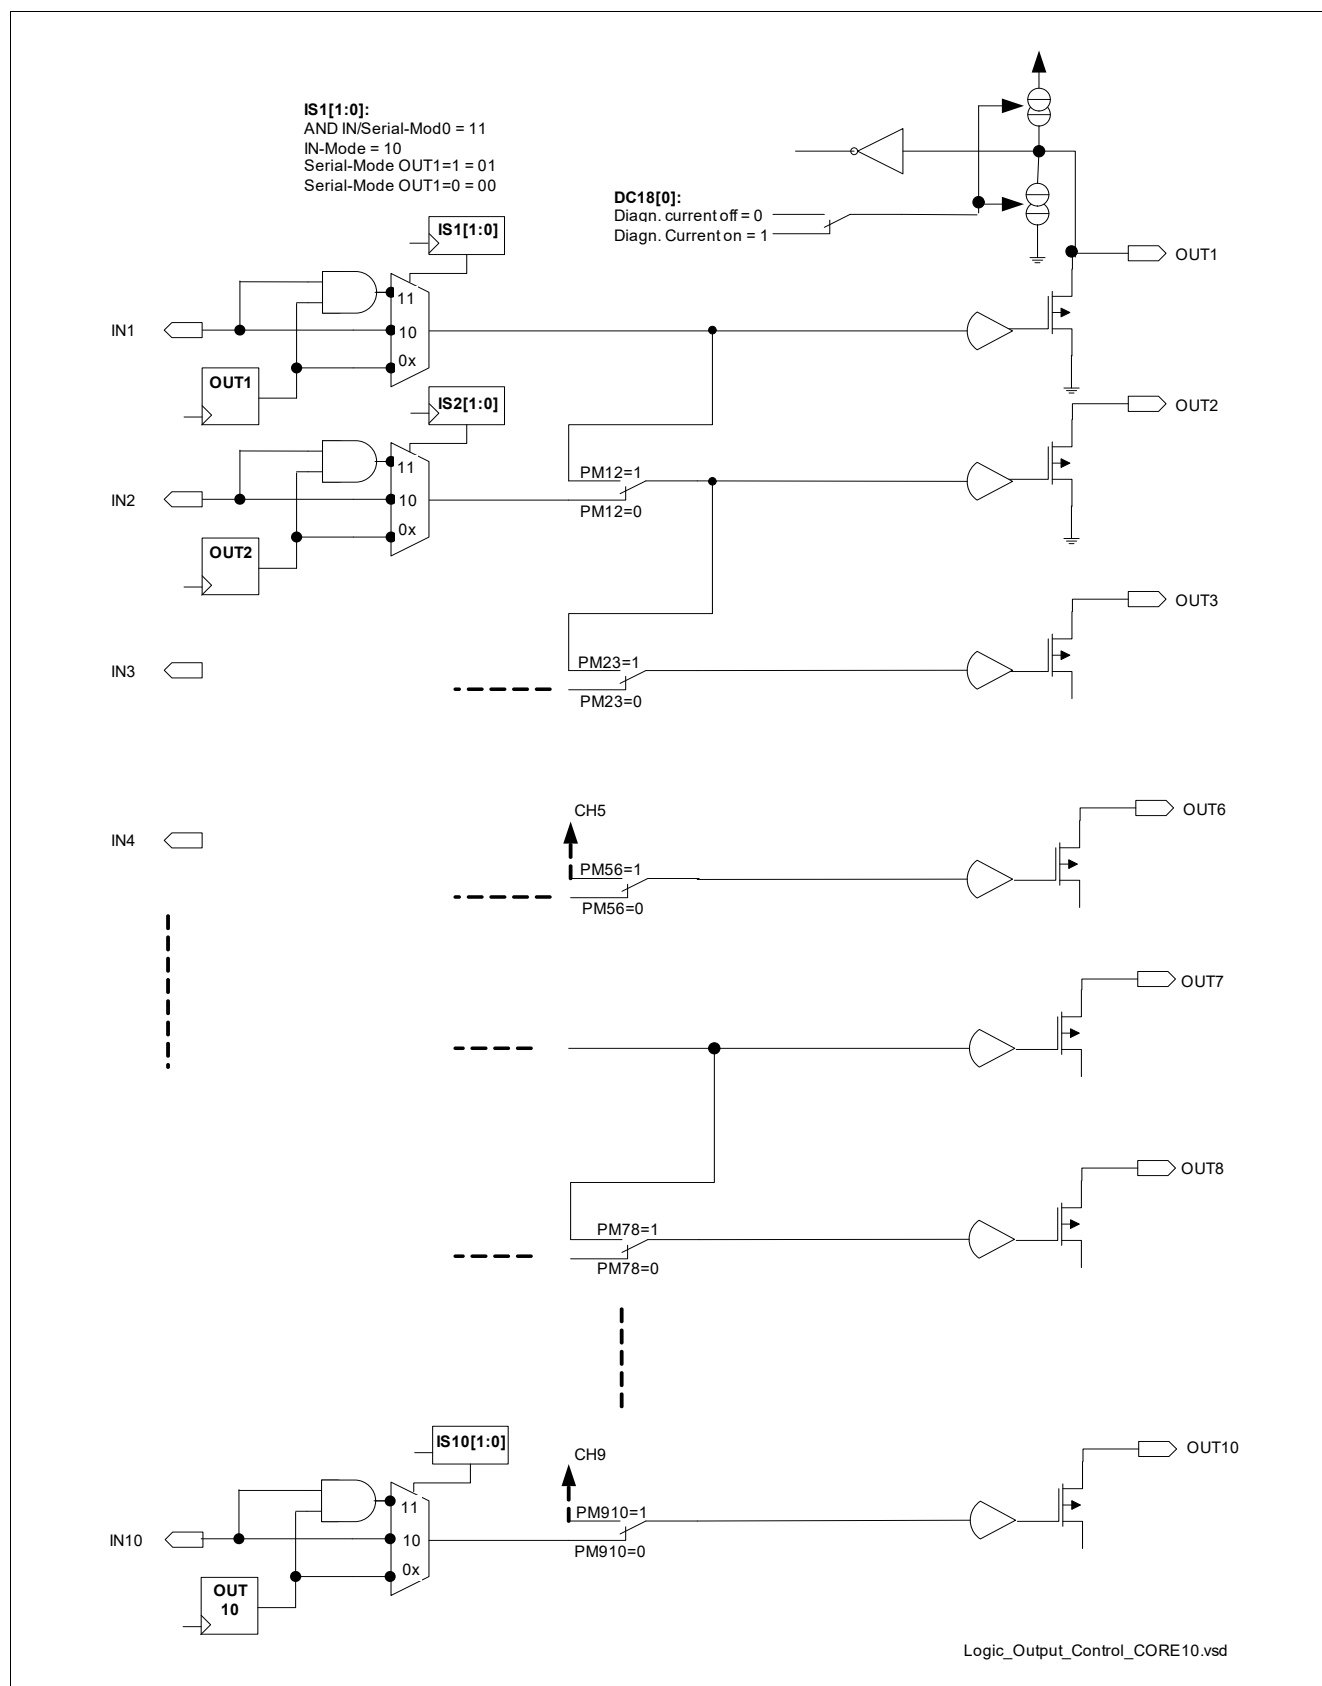 IS1[1:0]:
AND IN/Serial-Mod0 = 11
IN-Mode = 10
Serial-Mode OUT1=1 = 01
Serial-Mode OUT1=0 = 00
DC18[0]:
Diagn. current off = 0
Diagn. Current on = 1
IS1[1:0]
OUT1
11
IN1
10
0x
OUT1
IS2[1:0]
OUT2
11
PM12=1
IN2
10
PM12=0
0x
OUT2
OUT3
PM23=1
IN3
PM23=0
CH5
OUT6
IN4
PM56=1
PM56=0
OUT7
OUT8
PM78=1
PM78=0
IS10[1:0]
CH9
OUT10
11
PM910=1
IN10
10
PM910=0
0x
OUT
10
Logic_Output_Control_CORE10.vsd